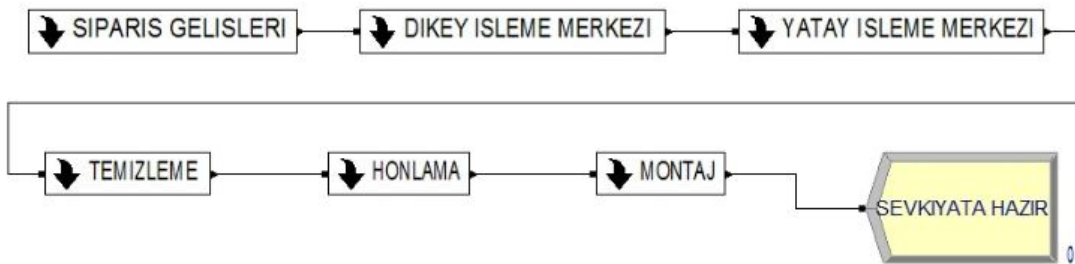 SIPARIS GELISLERI
DIKEY ISLEME MERKEZI
YATAY ISLEME MERKEZI
TEMIZLEME
HONLAMA
MONTAJ
SEVKIYATA HAZIR
0